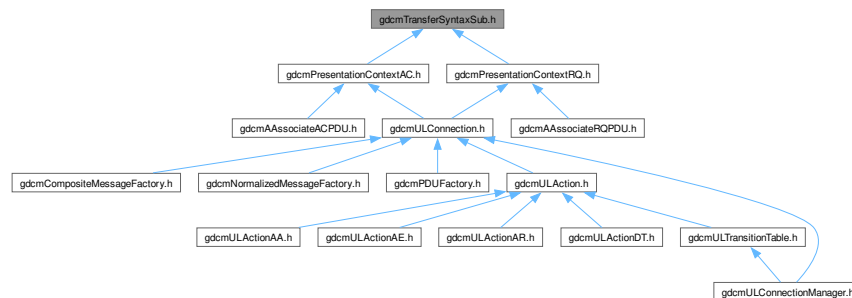 gdcmTransferSyntaxSub.h
gdcmPresentationContextAC.h
gdcmPresentationContextRQ.h
gdcmAAssociateACPDU.h
gdcmULConnection.h
gdcmAAssociateRQPDU.h
gdcmCompositeMessageFactory.h
gdcmNormalizedMessageFactory.h
gdcmPDUFactory.h
gdcmULAction.h
gdcmULActionAA.h
gdcmULActionAE.h
gdcmULActionAR.h
gdcmULActionDT.h
gdcmULTransitionTable.h
gdcmULConnectionManager.h